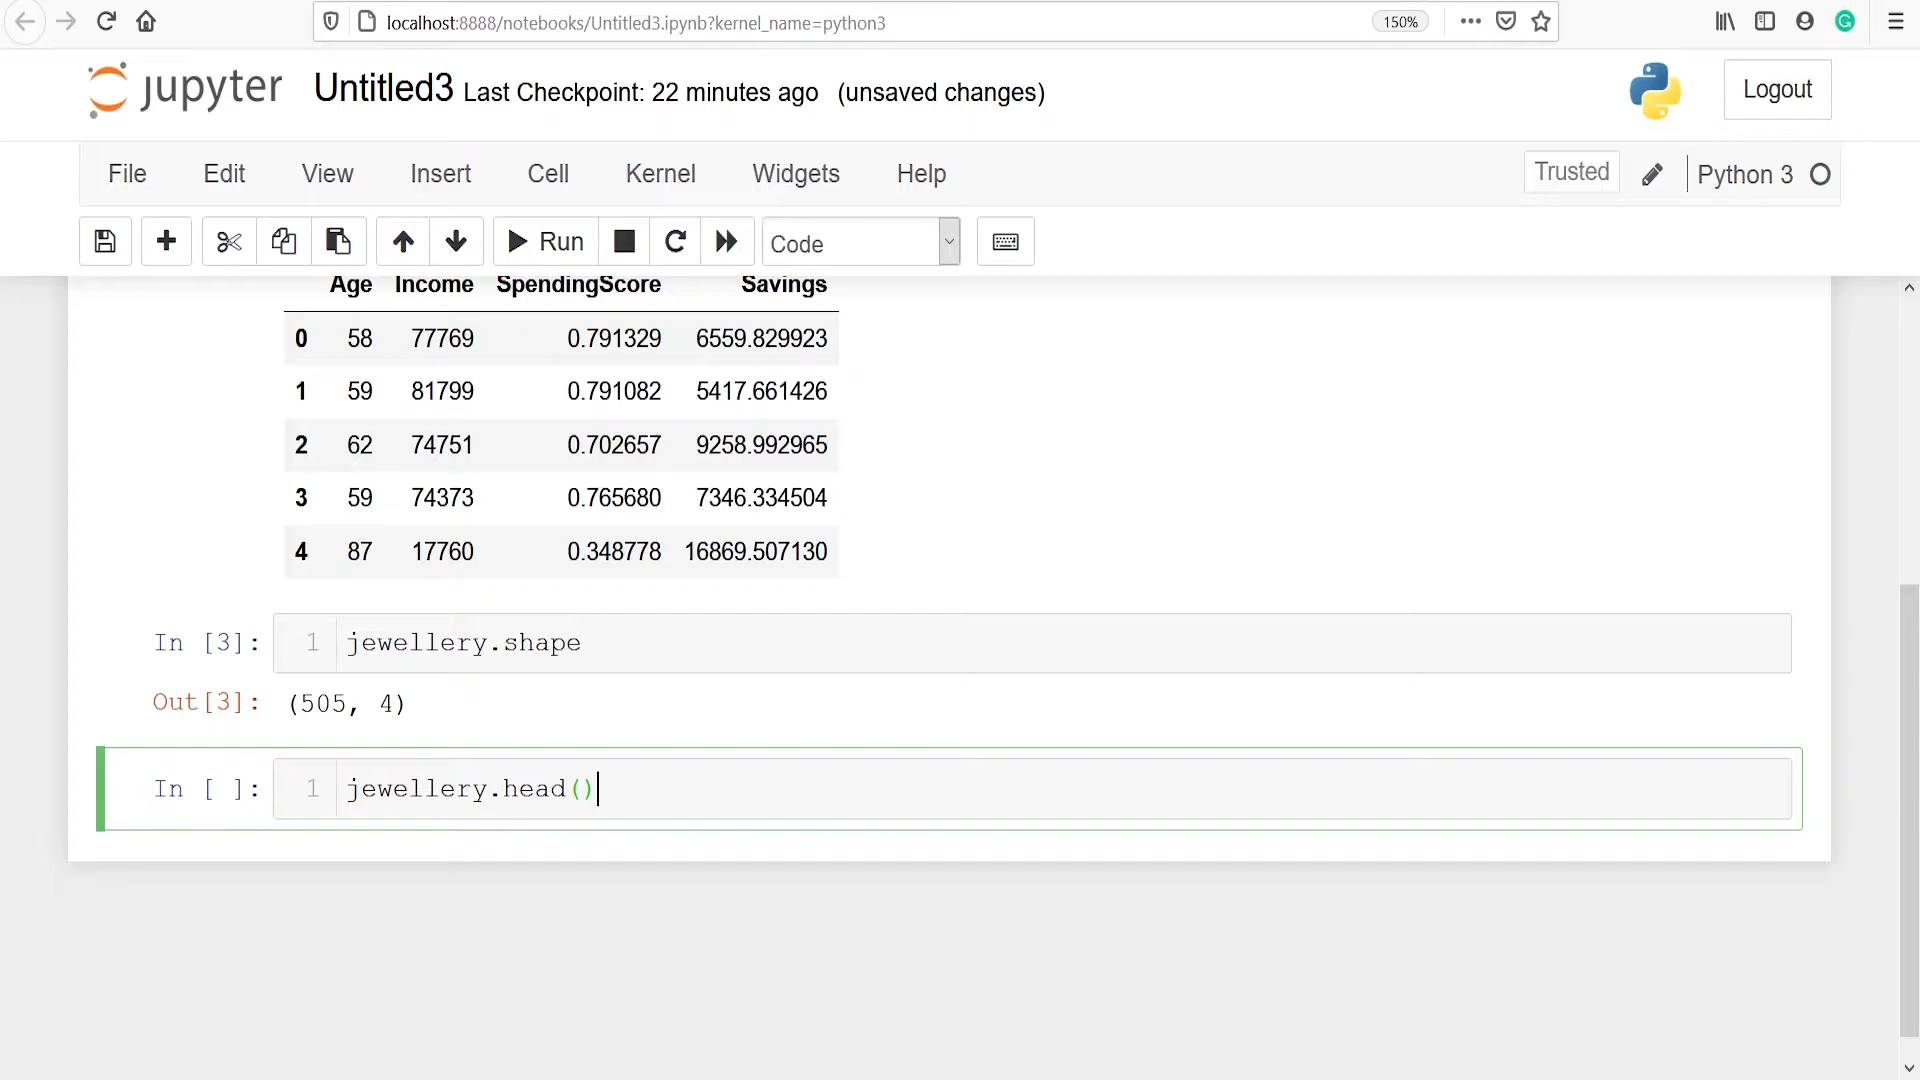 localhost:8888/notebooks/Untitled3.ipynb?kernel_name=python3 150%
jupyter Untitled3 Last Checkpoint: 22 minutes ago (unsaved changes) Logout
File Edit View Insert Cell Kernel Widgets Help Trusted Python 3
Run Code
Age Income SpendingScore Savings
0 58 77769 0.791329 6559.829923
1 59 81799 0.791082 5417.661426
2 62 74751 0.702657 9258.992965
3 59 74373 0.765680 7346.334504
4 87 17760 0.348778 16869.507130
In [3]: 1 jewellery.shape
Out[3]: (505, 4)
In [ ]: 1 jewellery.head()